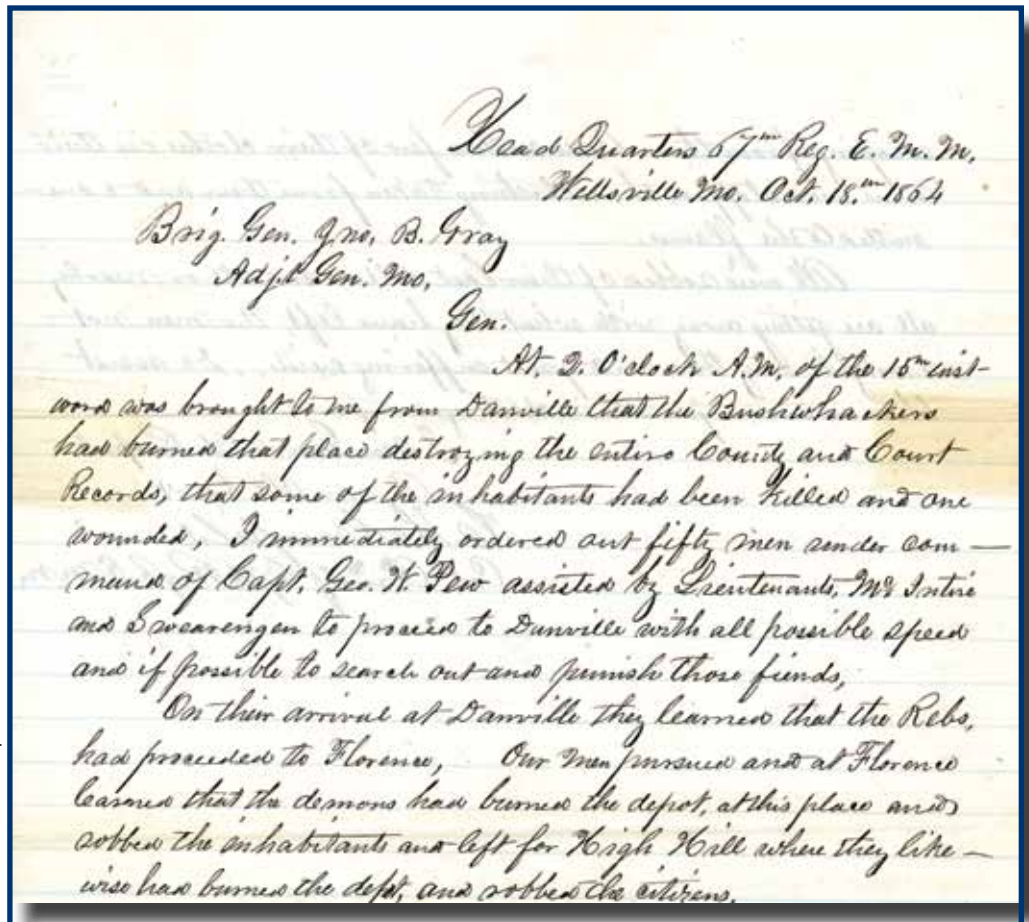 Head Quarters 67th Reg. E. M. M.
Wellsville Mo. Oct. 18.th 1864
Brig. Gen. Jno. B. Gray
Adjt Gen. Mo.
Gen.
At. 2. O'clock A.M. of the 15th inst-
word was brought to me from Danville that the Bushwhackers
had burned that place destroying the entire County and Court
Records, that some of the inhabitants had been killed and one
wounded, I immediately ordered out fifty men under com—
mand of Capt. Geo. W. Pew assisted by Lieutenants, Mc Intire
and Swearengen to proceed to Danville with all possible speed
and if possible to search out and punish those fiends,
On their arrival at Danville they learned that the Rebs,
had proceeded to Florence, Our men pursued and at Florence
learned that the demons had burned the depot, at this place and
robbed the inhabitants and left for High Hill where they like—
wise had burned the depot, and robbed the citizens.